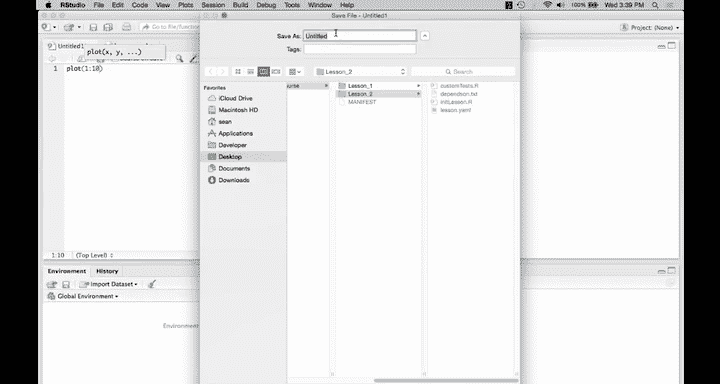 RStudio File Edit Code View Plots Session Build Debug Tools Window Help 100% Wed 3:39 PM
Save File - Untitled1
Go to file/function
Project: (None)
Save As: Untitled
Tags:
Untitled1
plot(x, y, ...)
Lesson_2
Search
1 plot(1:10)
Favorites
iCloud Drive
Macintosh HD
sean
Applications
Developer
Desktop
Documents
Downloads
Lesson_1
Lesson_2
MANIFEST
customTests.R
dependson.txt
initLesson.R
lesson.yaml
1:10 (Top Level)
Environment History
Import Dataset
Global Environment
Environment